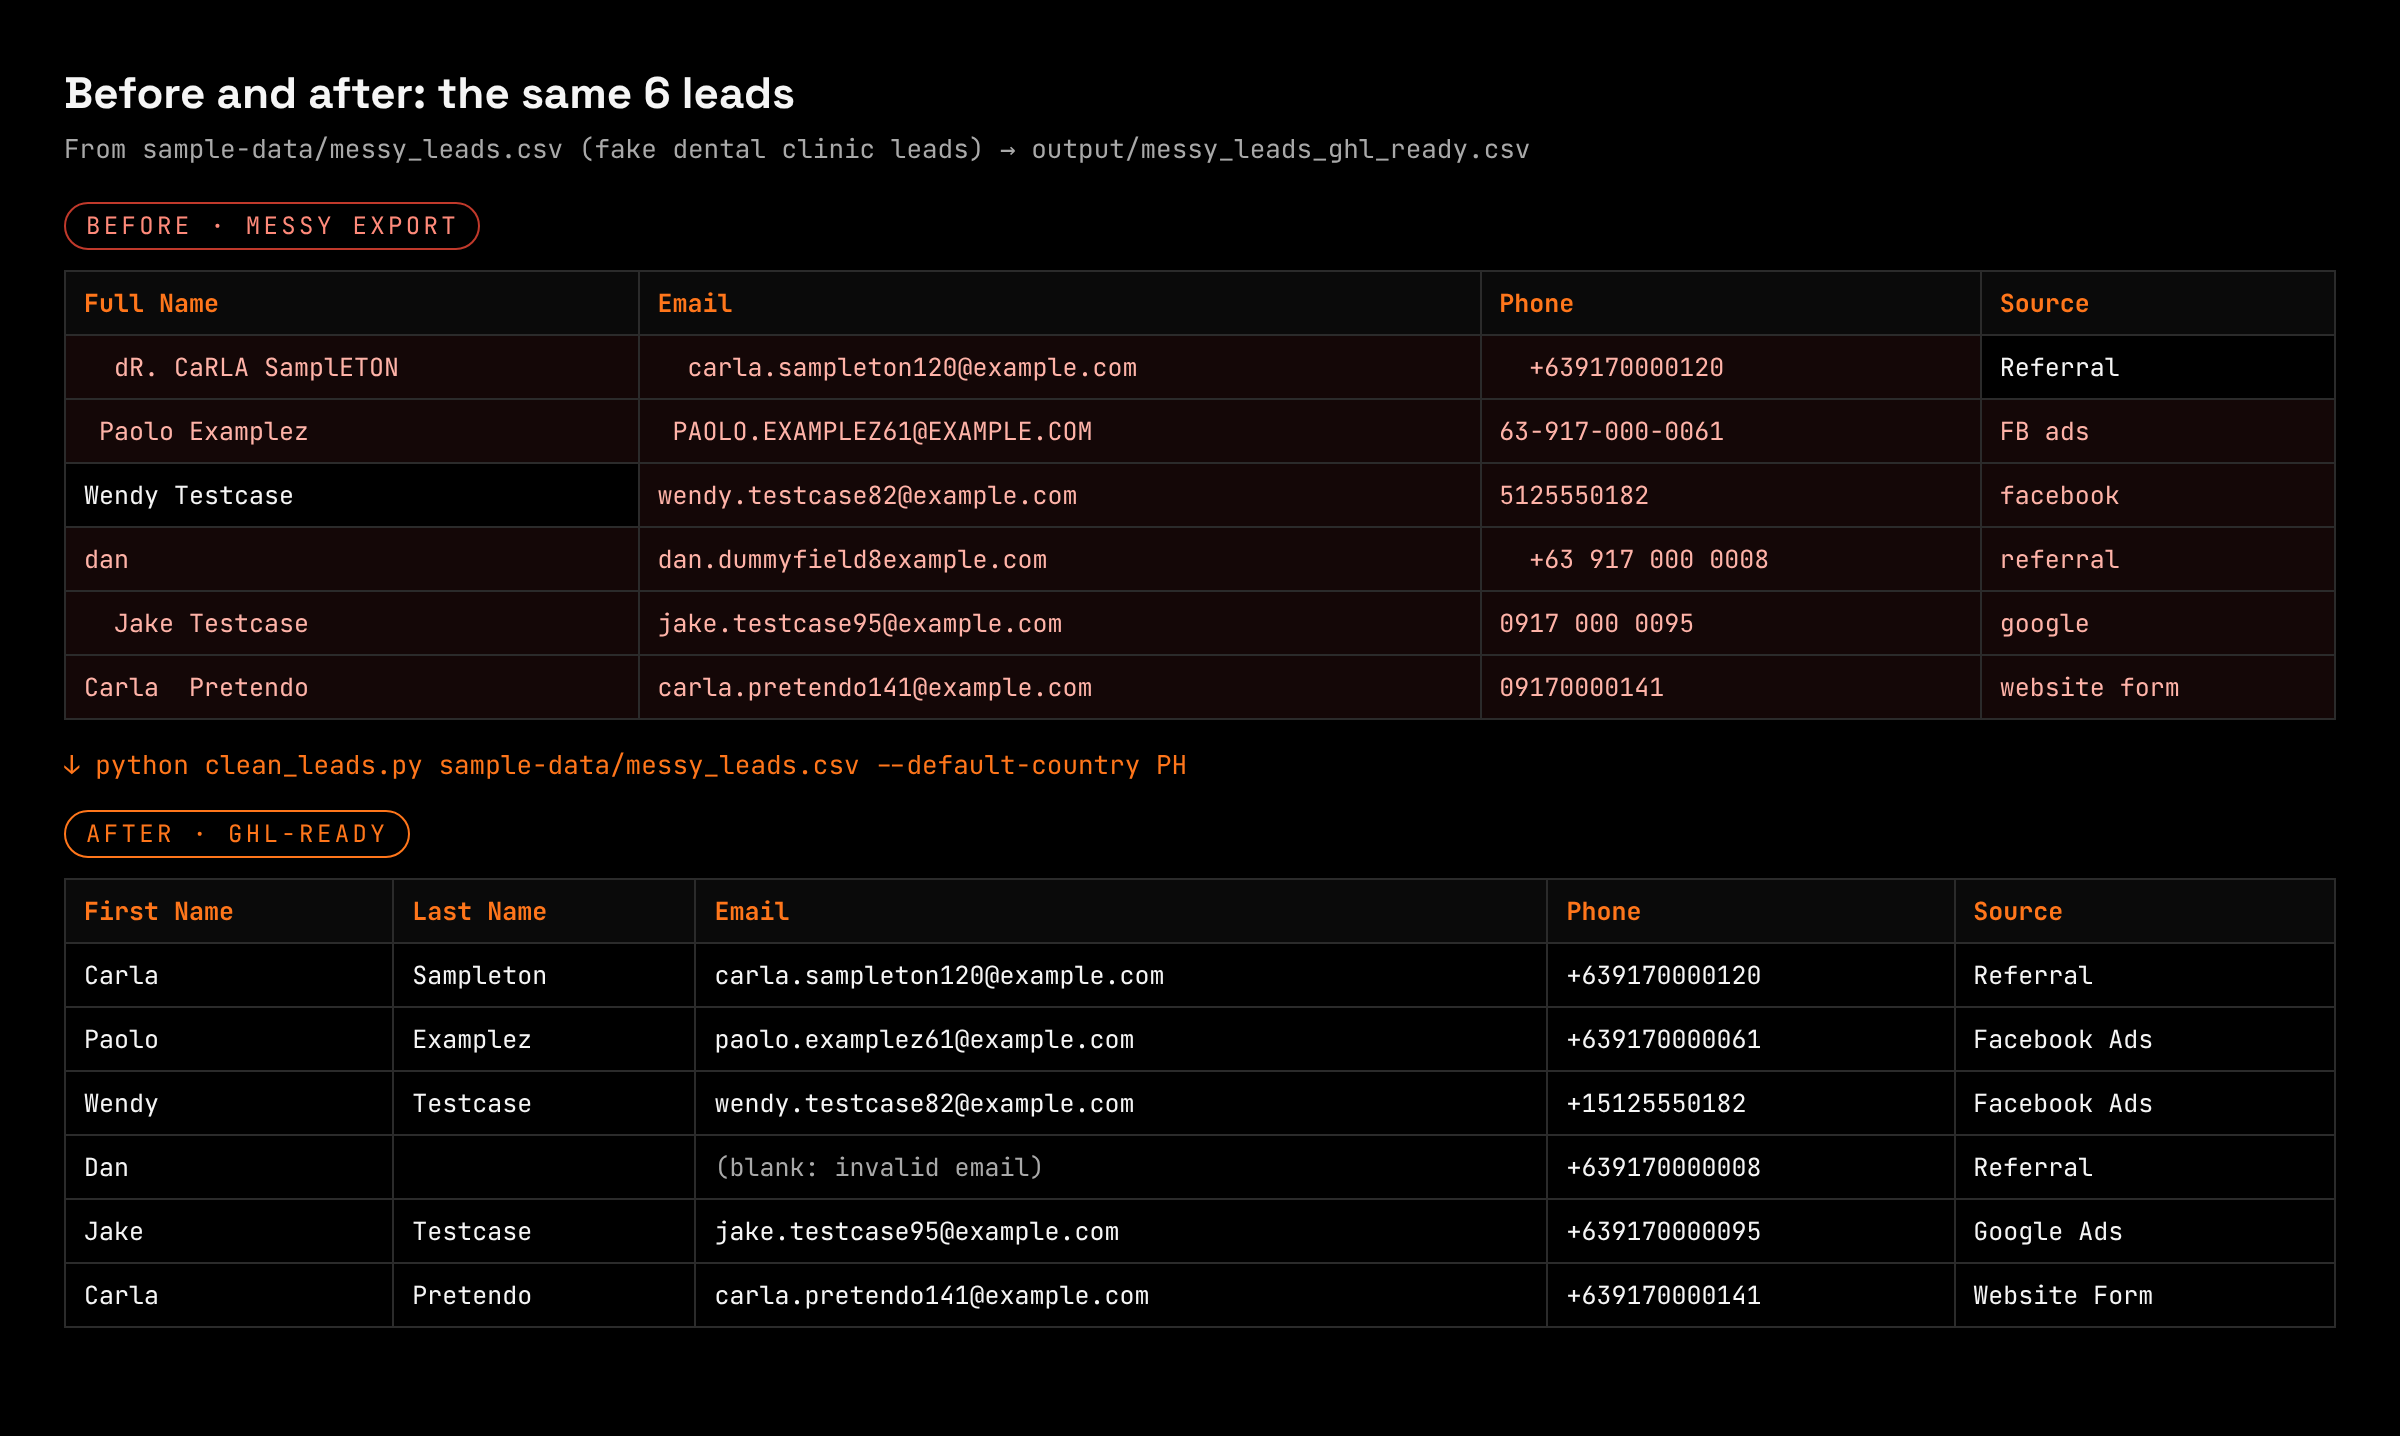 Before and after: the same 6 leads
From sample-data/messy_leads.csv (fake dental clinic leads) → output/messy_leads_ghl_ready.csv
BEFORE · MESSY EXPORT
Full Name Email Phone Source
dR. CaRLA SamplETON carla.sampleton120@example.com +639170000120 Referral
Paolo Examplez PAOLO.EXAMPLEZ61@EXAMPLE.COM 63-917-000-0061 FB ads
Wendy Testcase wendy.testcase82@example.com 5125550182 facebook
dan dan.dummyfield8example.com +63 917 000 0008 referral
Jake Testcase jake.testcase95@example.com 0917 000 0095 google
Carla  Pretendo carla.pretendo141@example.com 09170000141 website form
↓ python clean_leads.py sample-data/messy_leads.csv --default-country PH
AFTER · GHL-READY
First Name Last Name Email Phone Source
Carla Sampleton carla.sampleton120@example.com +639170000120 Referral
Paolo Examplez paolo.examplez61@example.com +639170000061 Facebook Ads
Wendy Testcase wendy.testcase82@example.com +15125550182 Facebook Ads
Dan (blank: invalid email) +639170000008 Referral
Jake Testcase jake.testcase95@example.com +639170000095 Google Ads
Carla Pretendo carla.pretendo141@example.com +639170000141 Website Form